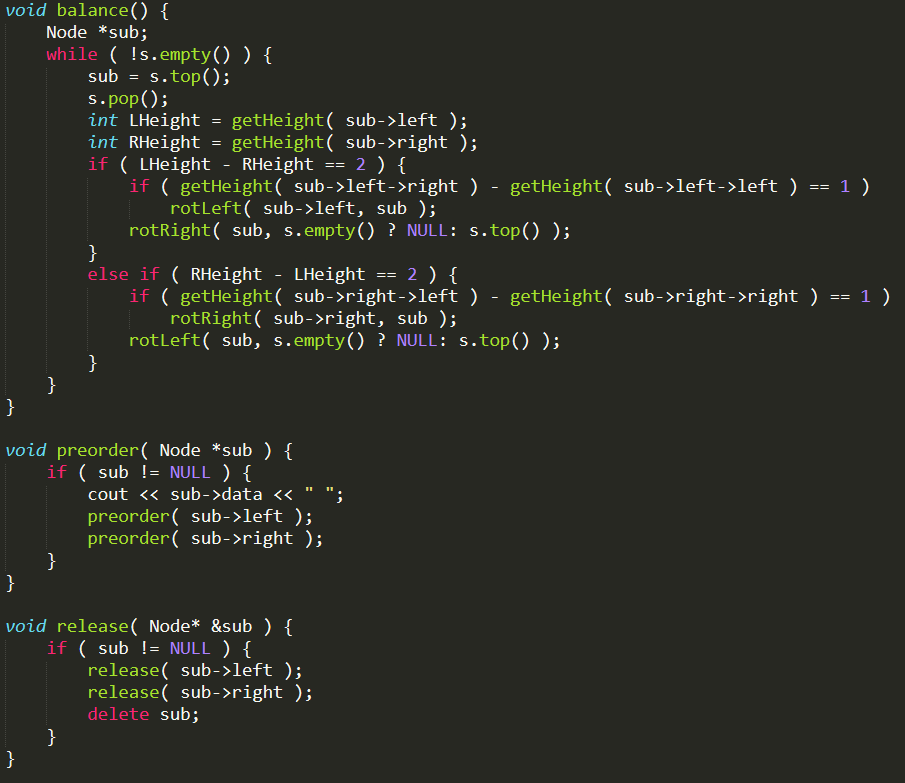 void balance() {
    Node *sub;
    while ( !s.empty() ) {
        sub = s.top();
        s.pop();
        int LHeight = getHeight( sub->left );
        int RHeight = getHeight( sub->right );
        if ( LHeight - RHeight == 2 ) {
            if ( getHeight( sub->left->right ) - getHeight( sub->left->left ) == 1 )
                rotLeft( sub->left, sub );
            rotRight( sub, s.empty() ? NULL: s.top() );
        }
        else if ( RHeight - LHeight == 2 ) {
            if ( getHeight( sub->right->left ) - getHeight( sub->right->right ) == 1 )
                rotRight( sub->right, sub );
            rotLeft( sub, s.empty() ? NULL: s.top() );
        }
    }
}

void preorder( Node *sub ) {
    if ( sub != NULL ) {
        cout << sub->data << " ";
        preorder( sub->left );
        preorder( sub->right );
    }
}

void release( Node* &sub ) {
    if ( sub != NULL ) {
        release( sub->left );
        release( sub->right );
        delete sub;
    }
}